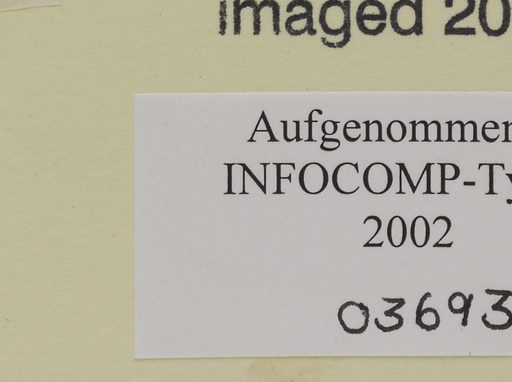 imaged 20
Aufgenommen
INFOCOMP-Ty
2002
03693